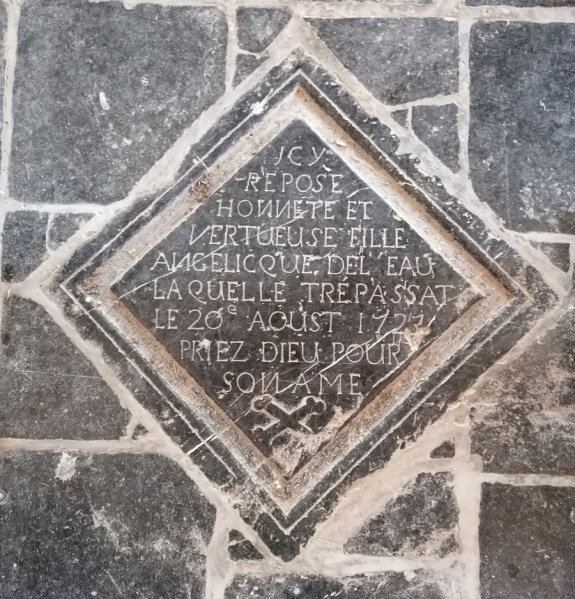 ICY
REPOSE
HONNETE ET
VERTUEUSE FILLE
ANGELICQUE DEL'EAU
LAQUELLE TREPASSAT
LE 20e AOUST 1727
PRIEZ DIEU POUR
SON AME